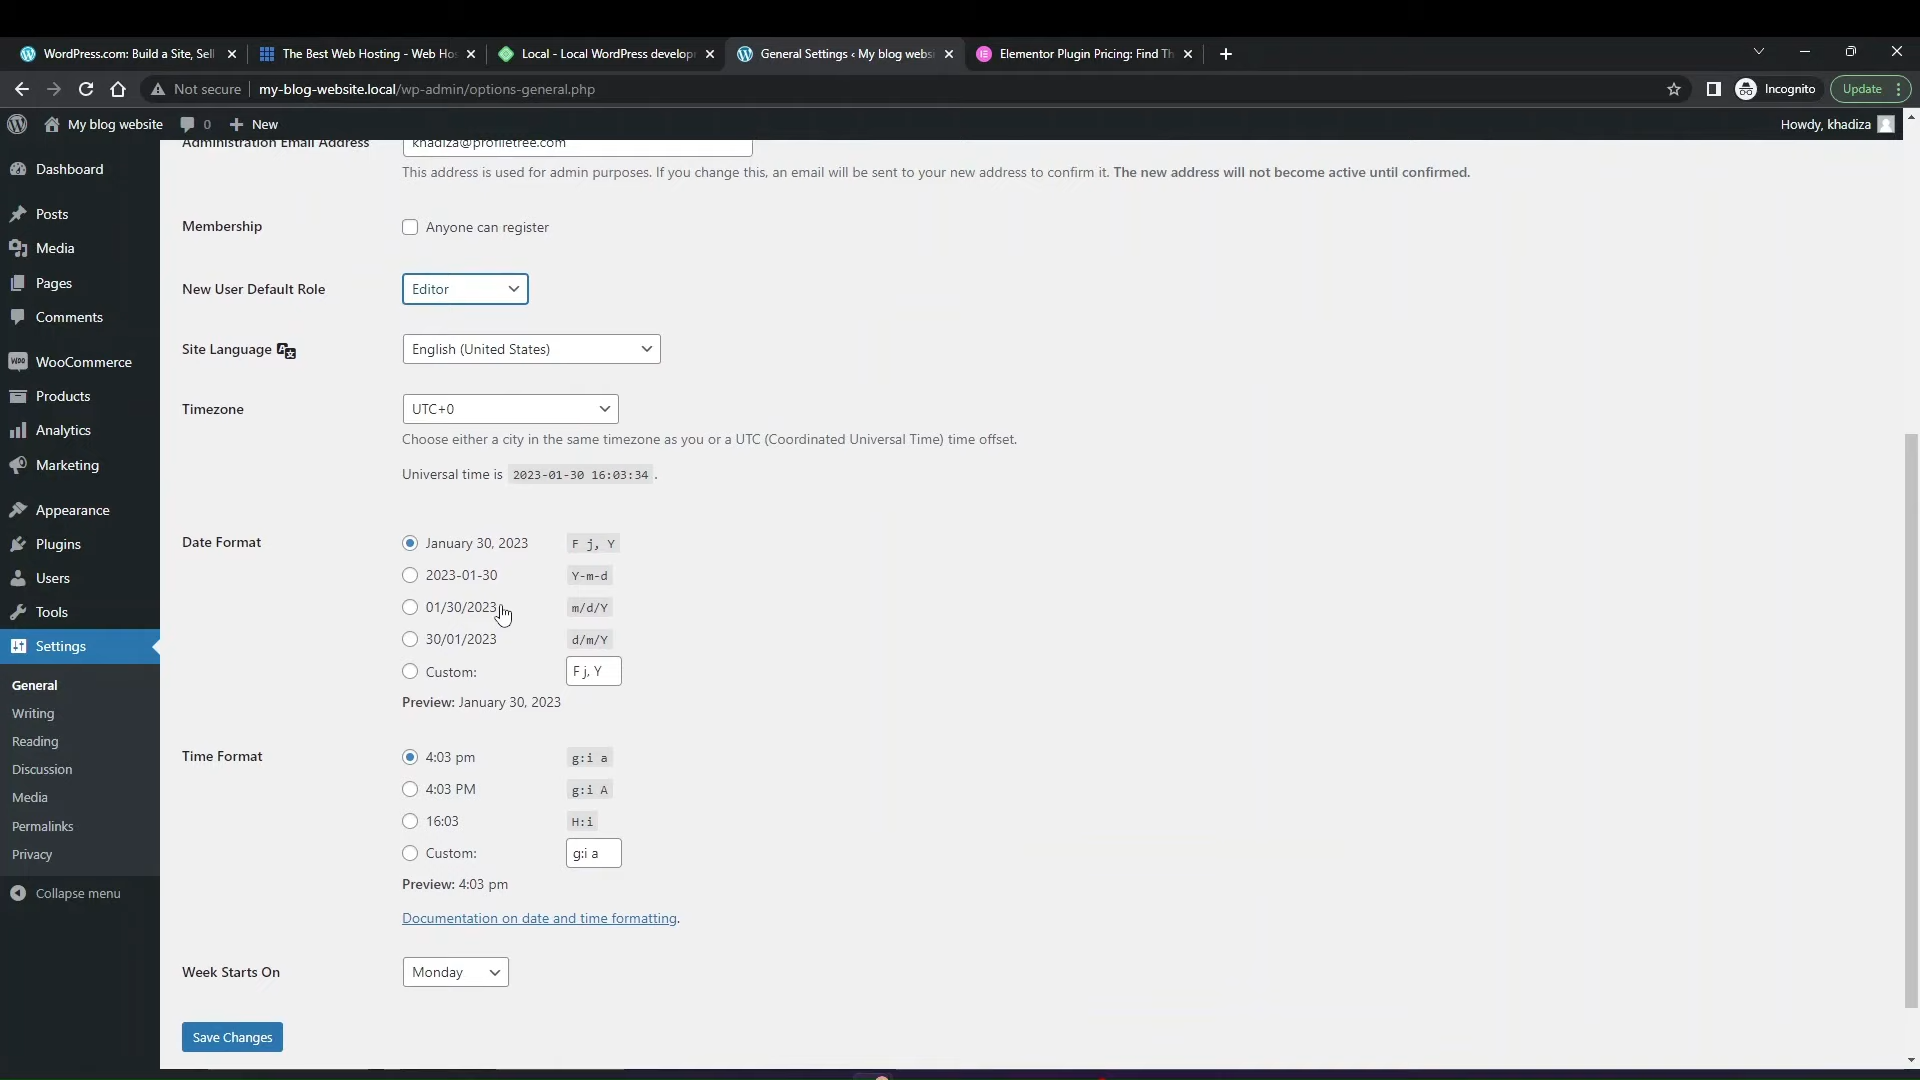 WordPress.com: Build a Site, Sel
The Best Web Hosting - Web Hos
Local - Local WordPress develop
General Settings ‹ My blog webs
Elementor Plugin Pricing: Find Th
Not secure
my-blog-website.local/wp-admin/options-general.php
Incognito
Update
My blog website
0
New
Howdy, khadiza
Dashboard
Posts
Media
Pages
Comments
WooCommerce
Products
Analytics
Marketing
Appearance
Plugins
Users
Tools
Settings
General
Writing
Reading
Discussion
Media
Permalinks
Privacy
Collapse menu
Administration Email Address
khadiza@profiletree.com
This address is used for admin purposes. If you change this, an email will be sent to your new address to confirm it. The new address will not become active until confirmed.
Membership
Anyone can register
New User Default Role
Editor
Site Language
English (United States)
Timezone
UTC+0
Choose either a city in the same timezone as you or a UTC (Coordinated Universal Time) time offset.
Universal time is 2023-01-30 16:03:34 .
Date Format
January 30, 2023 F j, Y
2023-01-30 Y-m-d
01/30/2023 m/d/Y
30/01/2023 d/m/Y
Custom: F j, Y
Preview: January 30, 2023
Time Format
4:03 pm g:i a
4:03 PM g:i A
16:03 H:i
Custom: g:i a
Preview: 4:03 pm
Documentation on date and time formatting.
Week Starts On
Monday
Save Changes